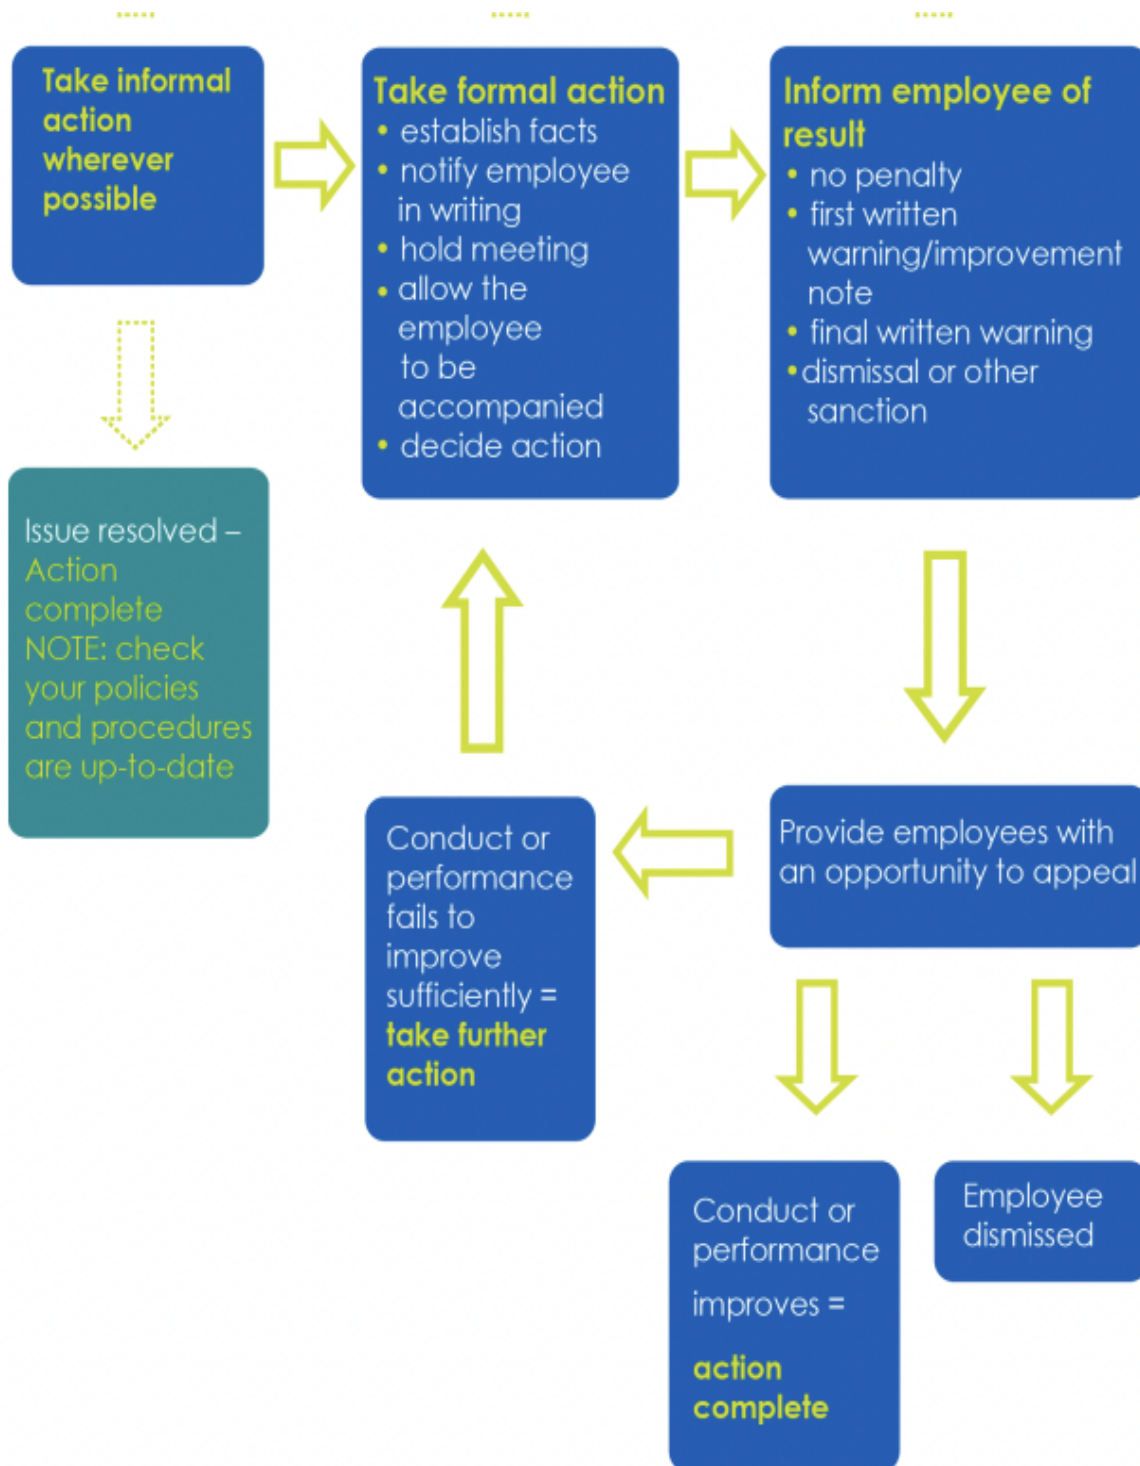 Take informal
action
wherever
possible
Take formal action
• establish facts
• notify employee
in writing
• hold meeting
• allow the
employee
to be
accompanied
• decide action
Inform employee of
result
• no penalty
• first written
warning/improvement
note
• final written warning
• dismissal or other
sanction
Issue resolved –
Action
complete
NOTE: check
your policies
and procedures
are up-to-date
Conduct or
performance
fails to
improve
sufficiently =
take further
action
Provide employees with
an opportunity to appeal
Conduct or
performance
improves =
action
complete
Employee
dismissed